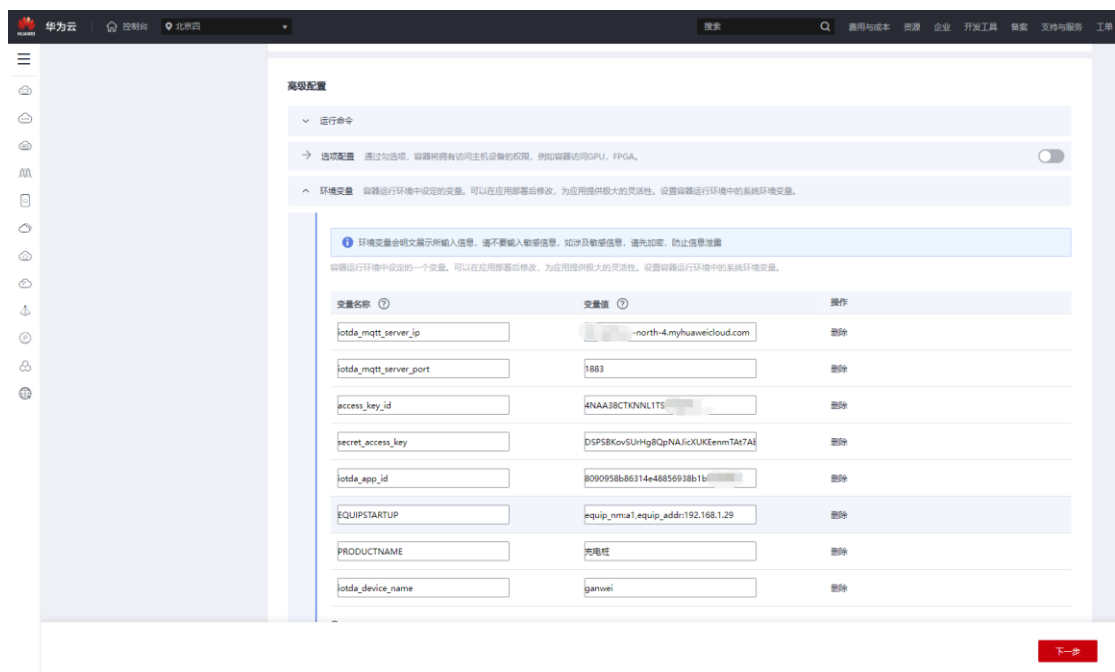 HUAWEI 华为云 控制台 北京四 搜索 费用与成本 资源 企业 开发工具 备案 支持与服务 工单
高级配置
运行命令
选项配置 通过勾选项，容器将拥有访问主机设备的权限，例如容器访问GPU、FPGA。
环境变量 容器运行环境中设定的变量。可以在应用部署后修改，为应用提供极大的灵活性。设置容器运行环境中的系统环境变量。
环境变量会明文展示所输入信息，请不要输入敏感信息，如涉及敏感信息，请先加密，防止信息泄露
容器运行环境中设定的一个变量。可以在应用部署后修改，为应用提供极大的灵活性。设置容器运行环境中的系统环境变量。
变量名称 变量值 操作
iotda_mqtt_server_ip -north-4.myhuaweicloud.com 删除
iotda_mqtt_server_port 1883 删除
access_key_id 4NAA38CTKNNL1TS 删除
secret_access_key DSPSBKovSUrHg8QpNAJicXUKEenmTAt7Al 删除
iotda_app_id 8090958b86314e48856938b1b 删除
EQUIPSTARTUP equip_nm:a1,equip_addr:192.168.1.29 删除
PRODUCTNAME 充电桩 删除
iotda_device_name ganwei 删除
下一步